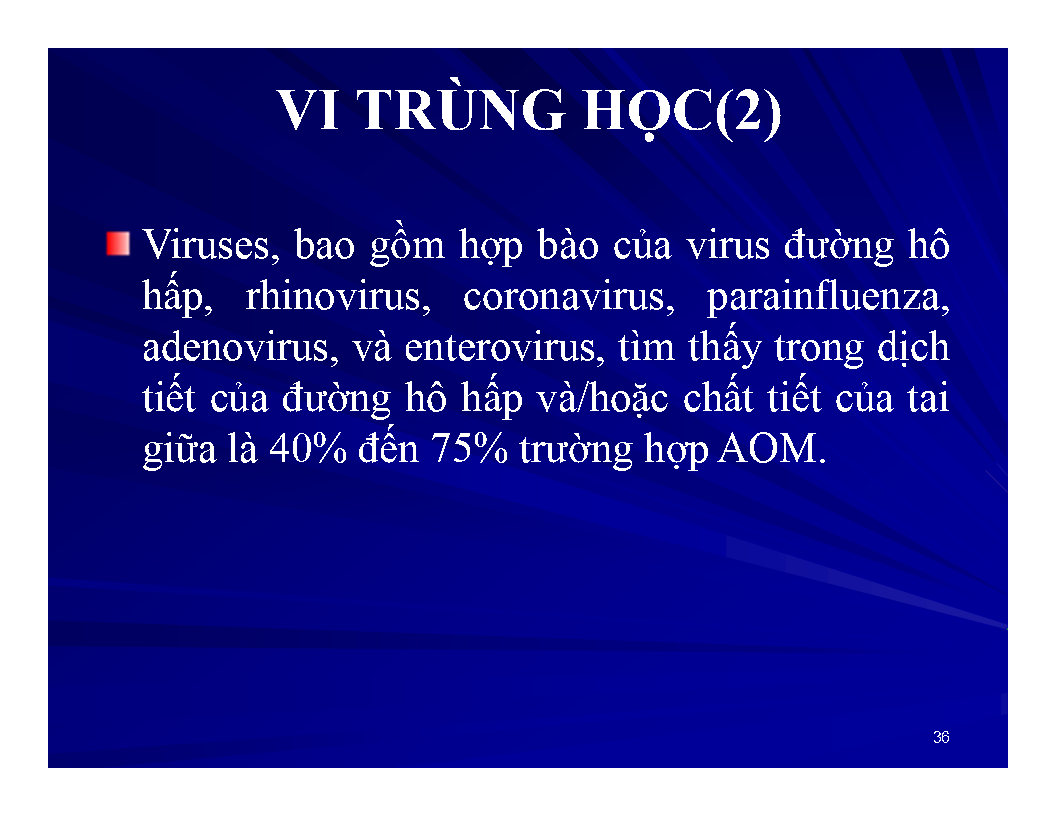 VI TRÙNG HỌC(2)
Viruses, bao gồm hợp bào của virus đường hô
hấp, rhinovirus, coronavirus, parainfluenza,
adenovirus, và enterovirus, tìm thấy trong dịch
tiết của đường hô hấp và/hoặc chất tiết của tai
giữa là 40% đến 75% trường hợp AOM.
36